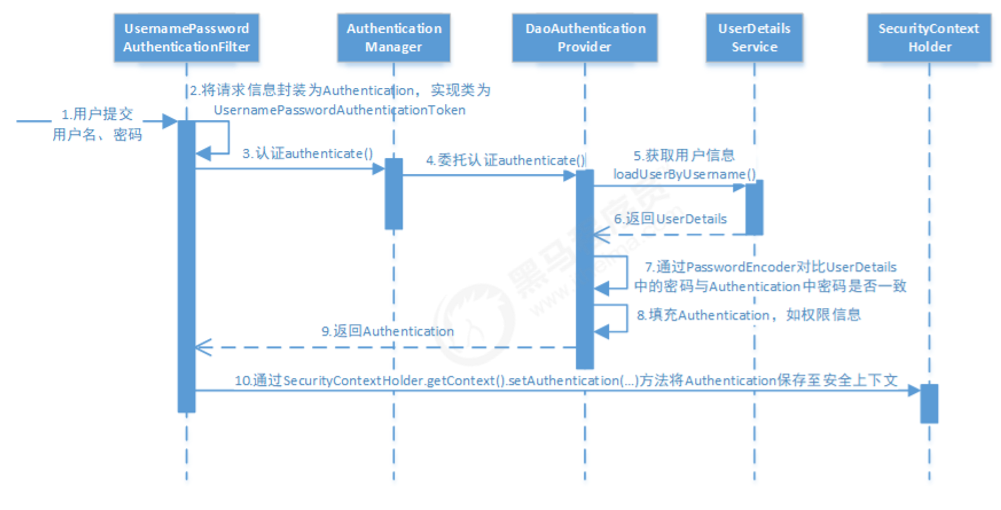 UsernamePassword
AuthenticationFilter
Authentication
Manager
DaoAuthentication
Provider
UserDetails
Service
SecurityContext
Holder
1.用户提交
用户名、密码
2.将请求信息封装为Authentication，实现类为
UsernamePasswordAuthenticationToken
3.认证authenticate()
4.委托认证authenticate()
5.获取用户信息
loadUserByUsername()
6.返回UserDetails
7.通过PasswordEncoder对比UserDetails
中的密码与Authentication中密码是否一致
8.填充Authentication，如权限信息
9.返回Authentication
10.通过SecurityContextHolder.getContext().setAuthentication(...)方法将Authentication保存至安全上下文
黑马程序员